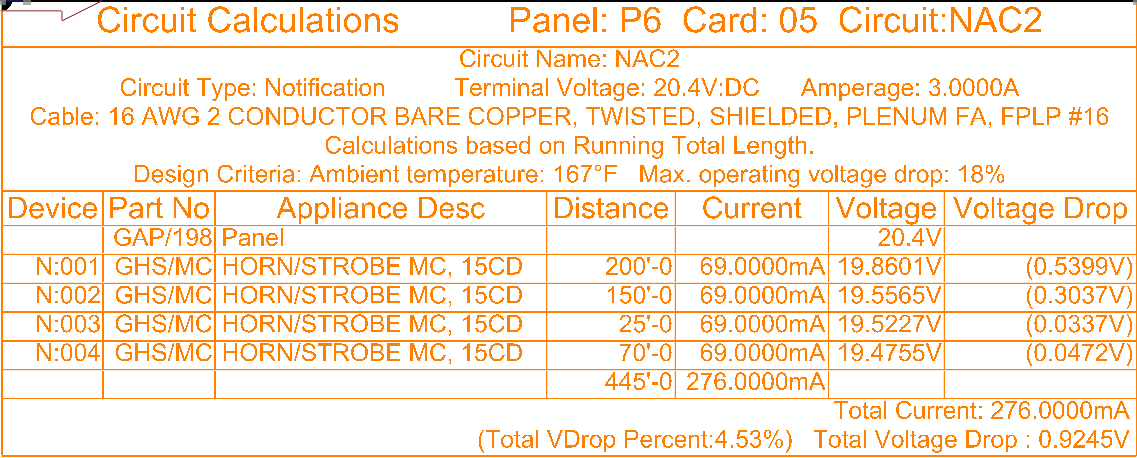 Circuit Calculations Panel: P6 Card: 05 Circuit:NAC2
Circuit Name: NAC2
Circuit Type: Notification Terminal Voltage: 20.4V:DC Amperage: 3.0000A
Cable: 16 AWG 2 CONDUCTOR BARE COPPER, TWISTED, SHIELDED, PLENUM FA, FPLP #16
Calculations based on Running Total Length.
Design Criteria: Ambient temperature: 167°F Max. operating voltage drop: 18%
Device Part No Appliance Desc Distance Current Voltage Voltage Drop
GAP/198 Panel 20.4V
N:001 GHS/MC HORN/STROBE MC, 15CD 200'-0 69.0000mA 19.8601V (0.5399V)
N:002 GHS/MC HORN/STROBE MC, 15CD 150'-0 69.0000mA 19.5565V (0.3037V)
N:003 GHS/MC HORN/STROBE MC, 15CD 25'-0 69.0000mA 19.5227V (0.0337V)
N:004 GHS/MC HORN/STROBE MC, 15CD 70'-0 69.0000mA 19.4755V (0.0472V)
445'-0 276.0000mA
Total Current: 276.0000mA
(Total VDrop Percent:4.53%) Total Voltage Drop : 0.9245V